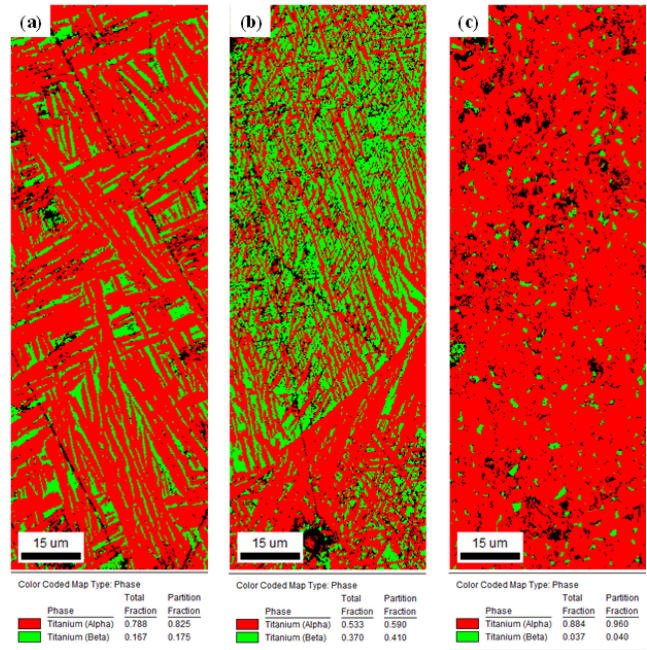 (a)
(b)
(c)
15 um
15 um
15 um
Color Coded Map Type: Phase
Total Partition
Phase Fraction Fraction
Titanium (Alpha) 0.788 0.825
Titanium (Beta) 0.167 0.175
Color Coded Map Type: Phase
Total Partition
Phase Fraction Fraction
Titanium (Alpha) 0.533 0.590
Titanium (Beta) 0.370 0.410
Color Coded Map Type: Phase
Total Partition
Phase Fraction Fraction
Titanium (Alpha) 0.884 0.960
Titanium (Beta) 0.037 0.040